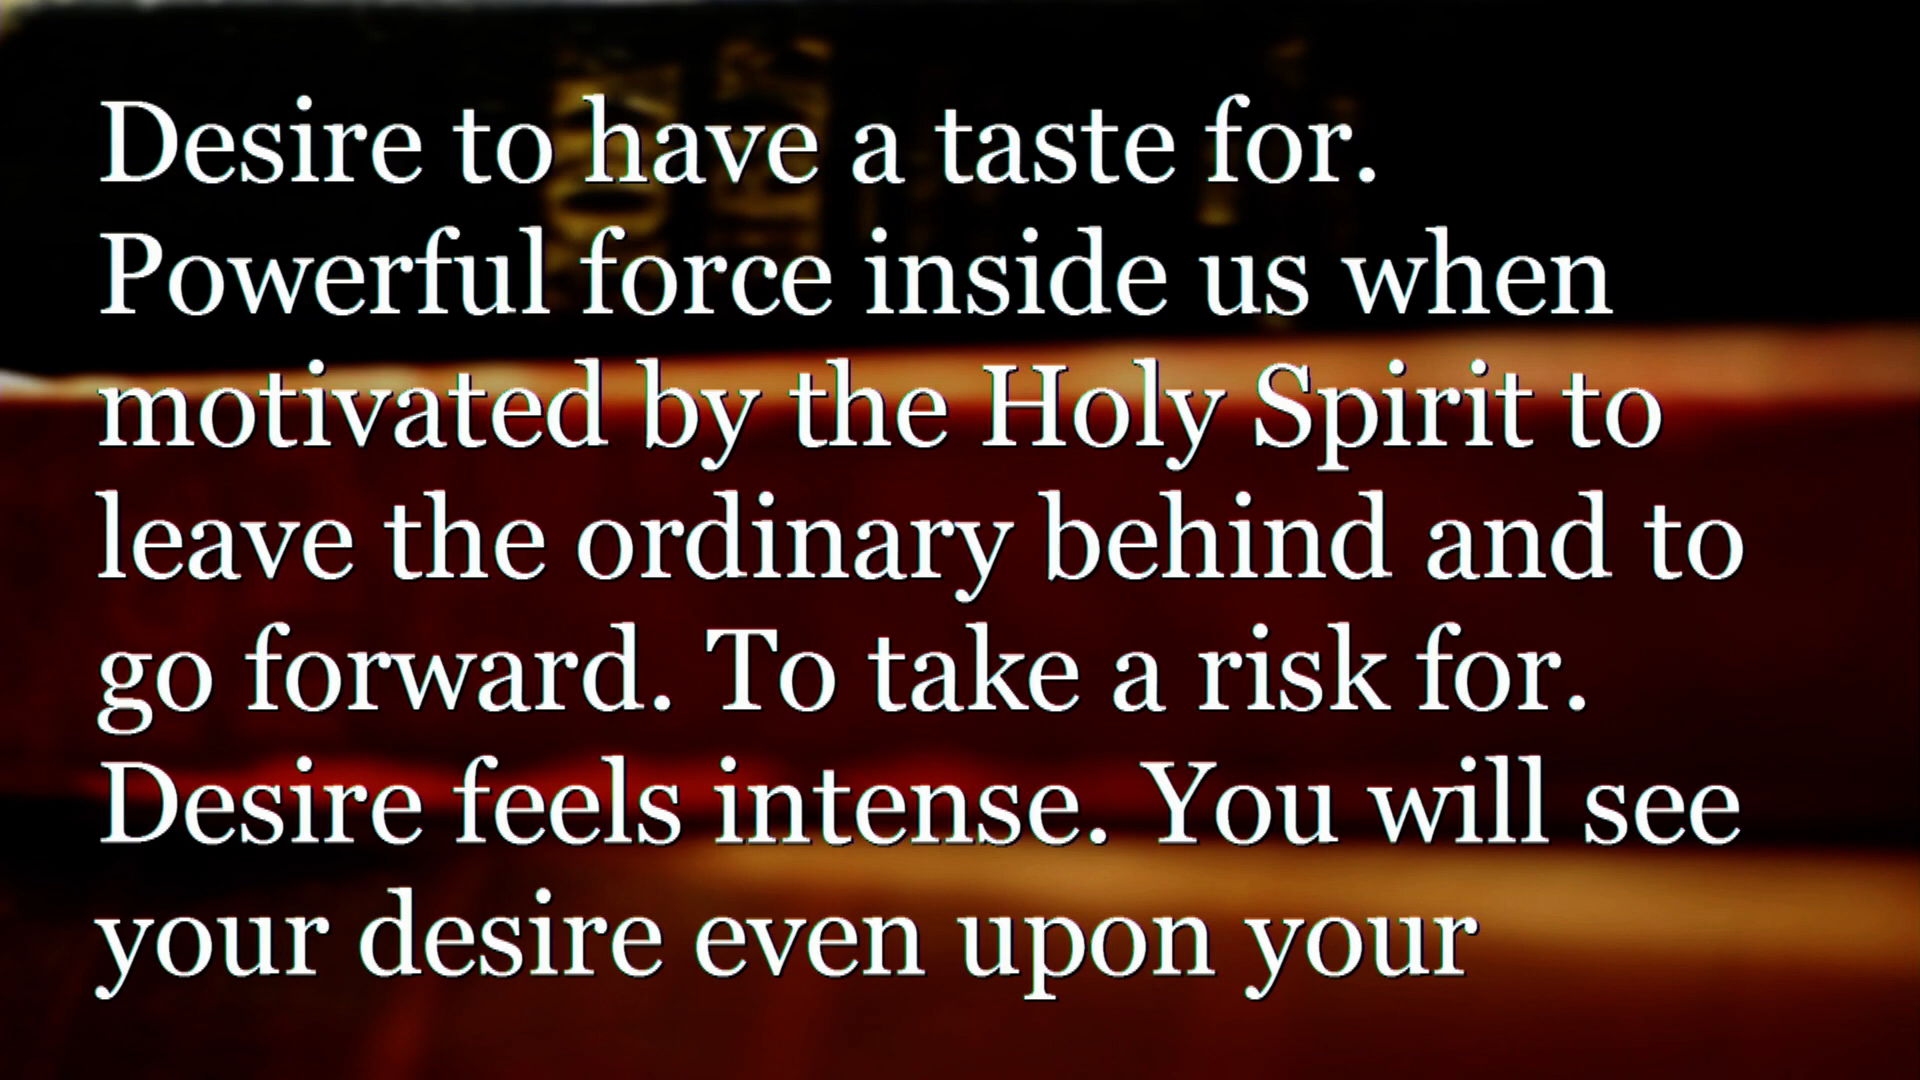 Desire to have a taste for.
Powerful force inside us when
motivated by the Holy Spirit to
leave the ordinary behind and to
go forward. To take a risk for.
Desire feels intense. You will see
your desire even upon your